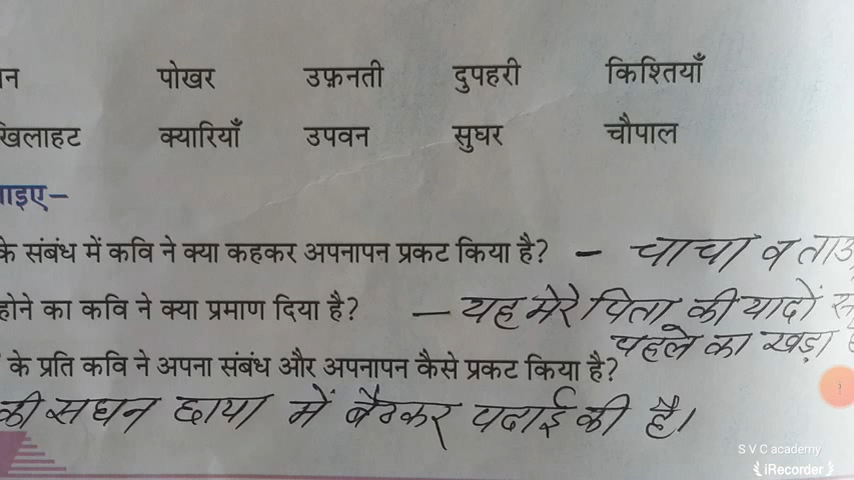 न पोखर उफ़नती दुपहरी किश्तियाँ
खिलाहट क्यारियाँ उपवन सुघर चौपाल
ाइए–
के संबंध में कवि ने क्या कहकर अपनापन प्रकट किया है? – चाचा व ताउ
होने का कवि ने क्या प्रमाण दिया है? – यह मेरे पिता की यादों से
पहले का खड़ा ह
के प्रति कवि ने अपना संबंध और अपनापन कैसे प्रकट किया है?
की सघन छाया में बैठकर पढाई की है।
S V C academy
iRecorder